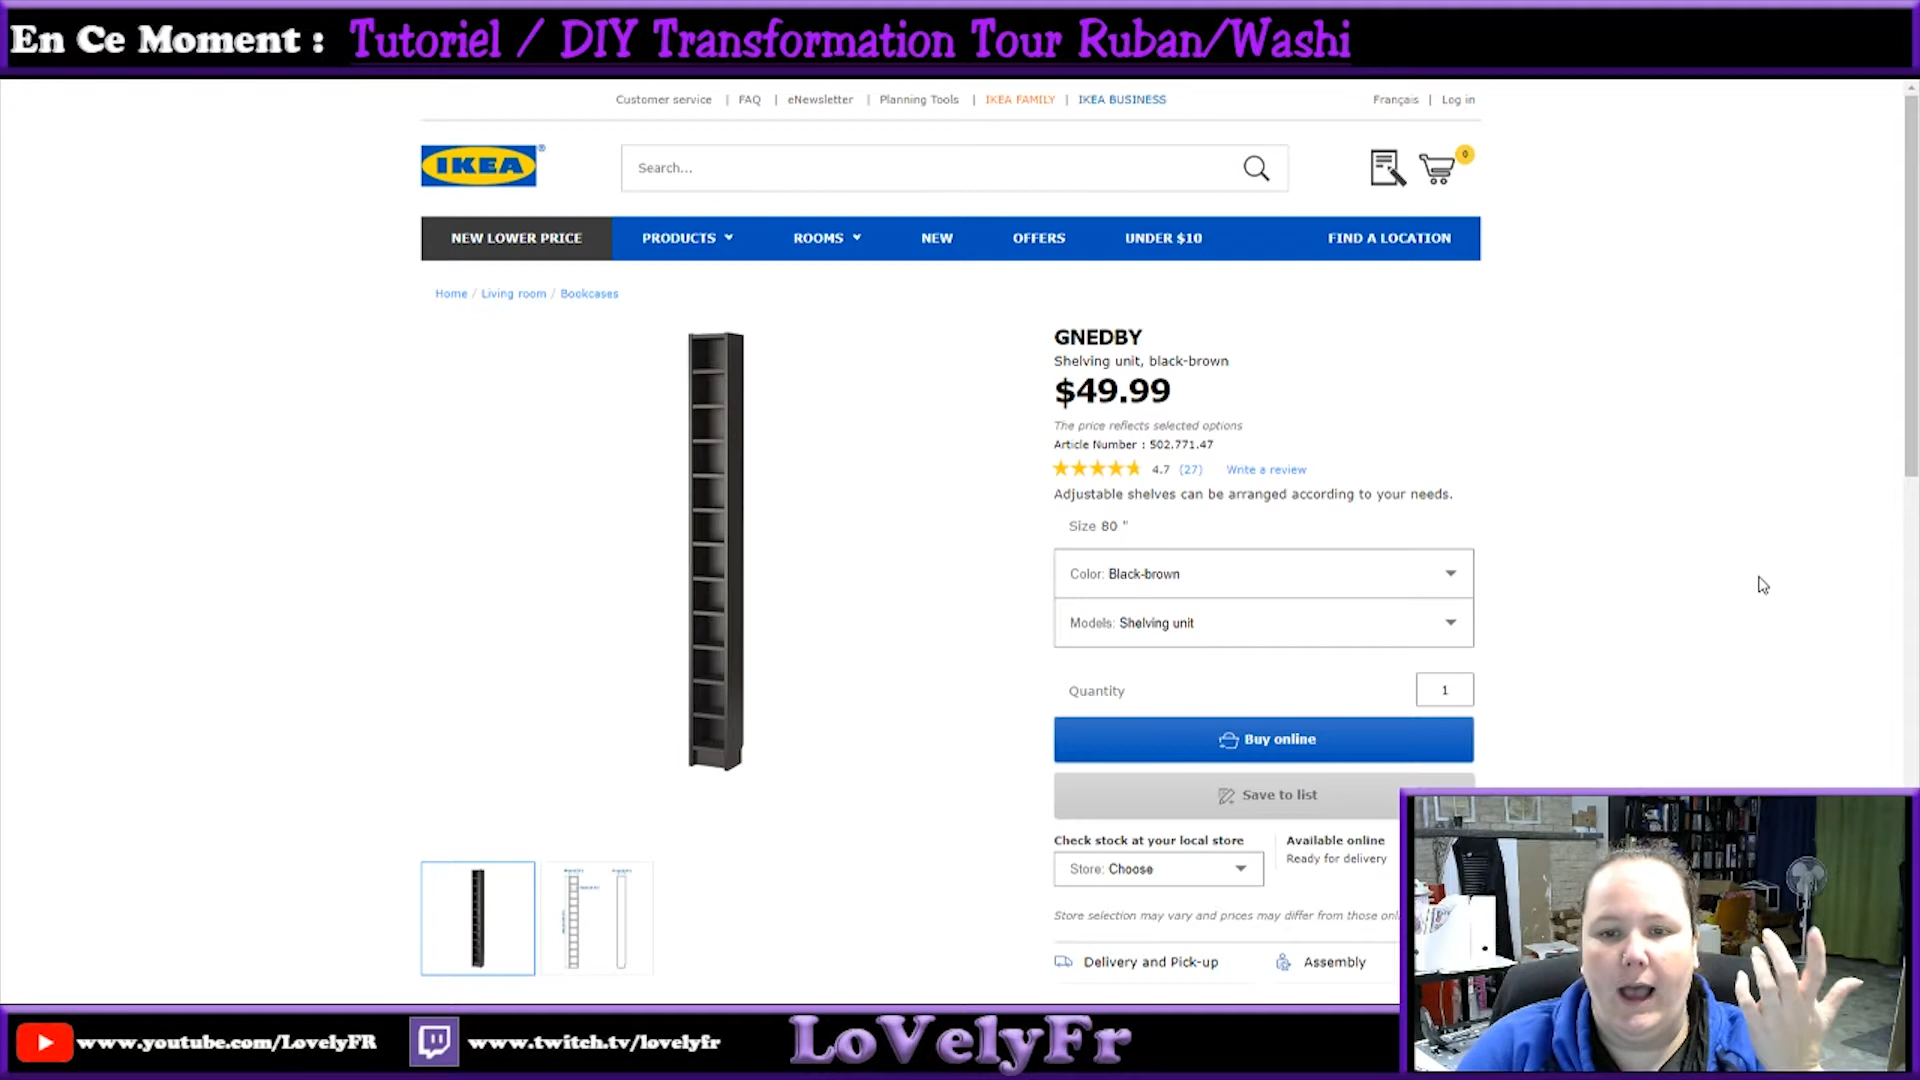 En Ce Moment : Tutoriel / DIY Transformation Tour Ruban/Washi
Customer service | FAQ | eNewsletter | Planning Tools | IKEA FAMILY | IKEA BUSINESS
Français | Log in
IKEA®
Search...
0
NEW LOWER PRICE
PRODUCTS
ROOMS
NEW
OFFERS
UNDER $10
FIND A LOCATION
Home / Living room / Bookcases
GNEDBY
Shelving unit, black-brown
$49.99
The price reflects selected options
Article Number : 502.771.47
4.7 (27) Write a review
Adjustable shelves can be arranged according to your needs.
Size 80 "
Color: Black-brown
Models: Shelving unit
Quantity
1
Buy online
Save to list
Check stock at your local store
Store: Choose
Available online
Ready for delivery
Store selection may vary and prices may differ from those
Delivery and Pick-up
Assembly
www.youtube.com/LovelyFR
www.twitch.tv/lovelyfr
LoVelyFr